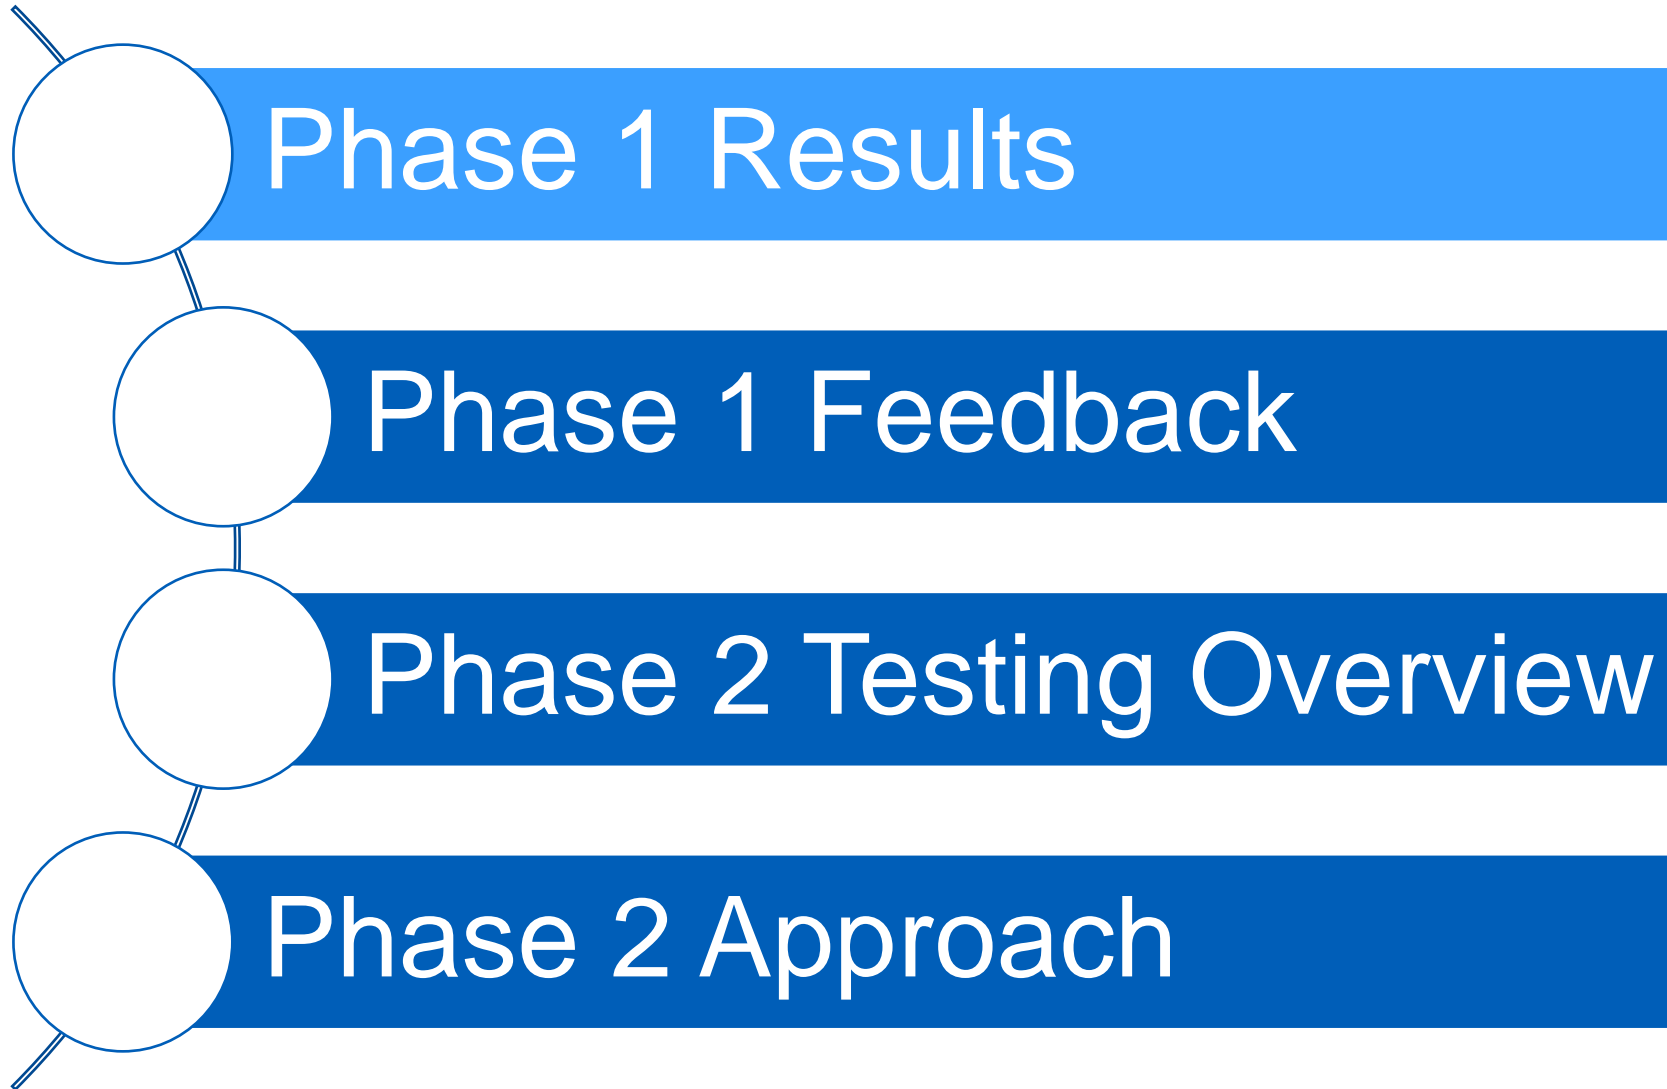 Phase 1 Results
Phase 1 Feedback
Phase 2 Testing Overview
Phase 2 Approach